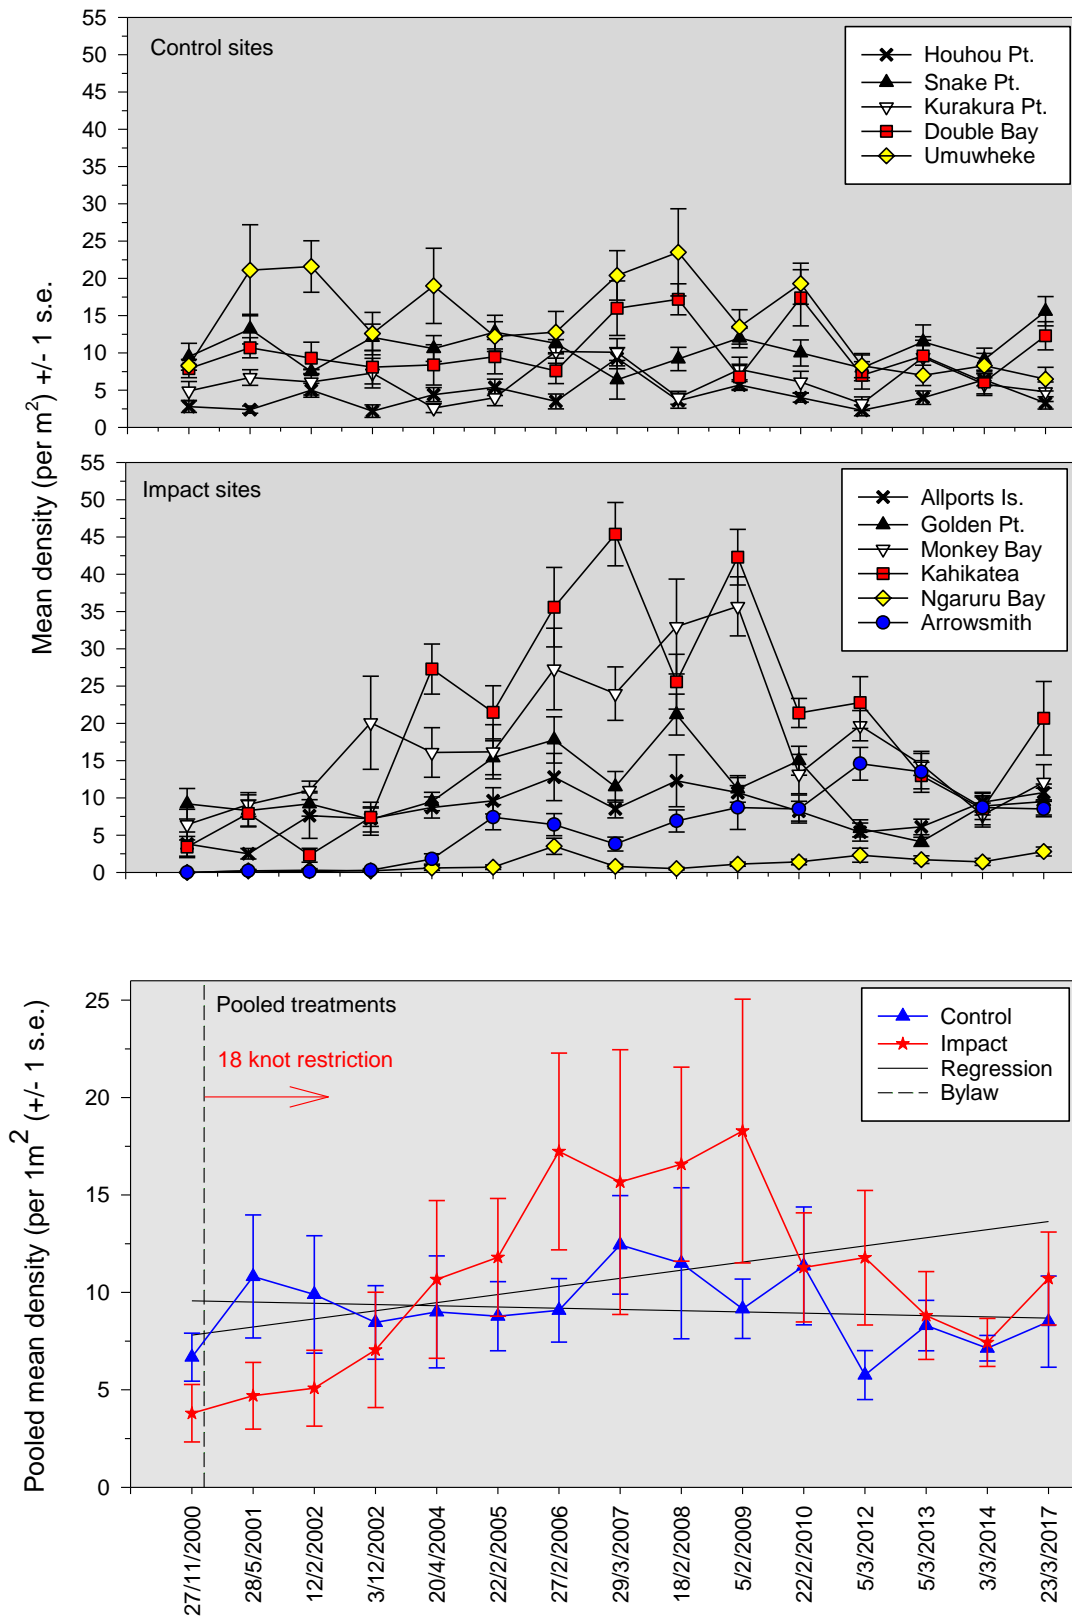 55
50
45
40
35
30
25
20
15
10
5
0
Control sites
Houhou Pt.
Snake Pt.
Kurakura Pt.
Double Bay
Umuwheke
Mean density (per m2) +/- 1 s.e.
55
50
45
40
35
30
25
20
15
10
5
0
Impact sites
Allports Is.
Golden Pt.
Monkey Bay
Kahikatea
Ngaruru Bay
Arrowsmith
Pooled mean density (per 1m2 (+/- 1 s.e.)
25
20
15
10
5
0
Pooled treatments
18 knot restriction
Control
Impact
Regression
Bylaw
27/11/2000
28/5/2001
12/2/2002
3/12/2002
20/4/2004
22/2/2005
27/2/2006
29/3/2007
18/2/2008
5/2/2009
22/2/2010
5/3/2012
5/3/2013
3/3/2014
23/3/2017